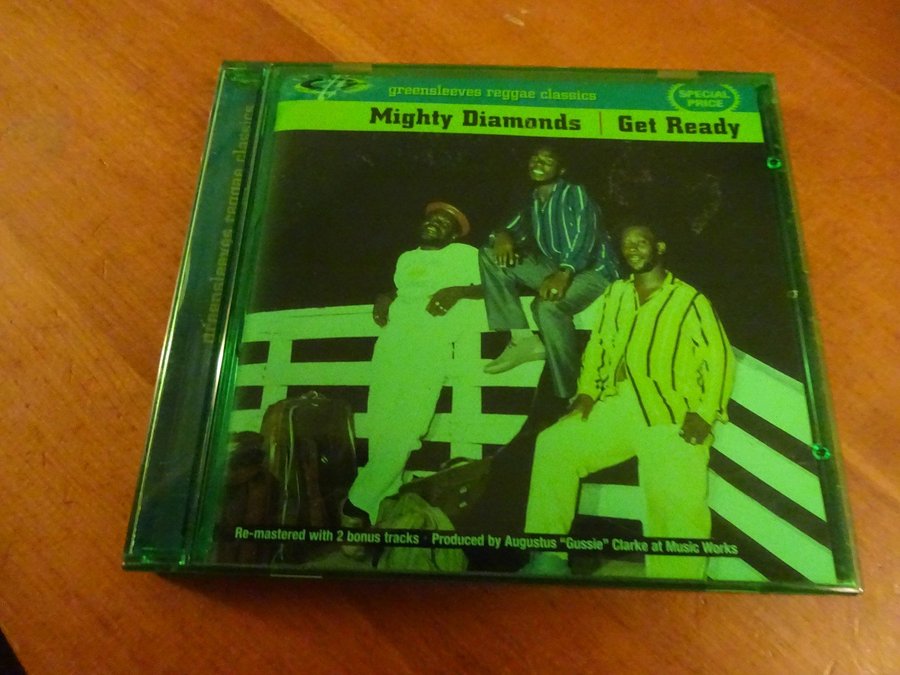 greensleeves reggae classics
SPECIAL
PRICE
Mighty Diamonds | Get Ready
greensleeves reggae classics
Re-mastered with 2 bonus tracks · Produced by Augustus "Gussie" Clarke at Music Works